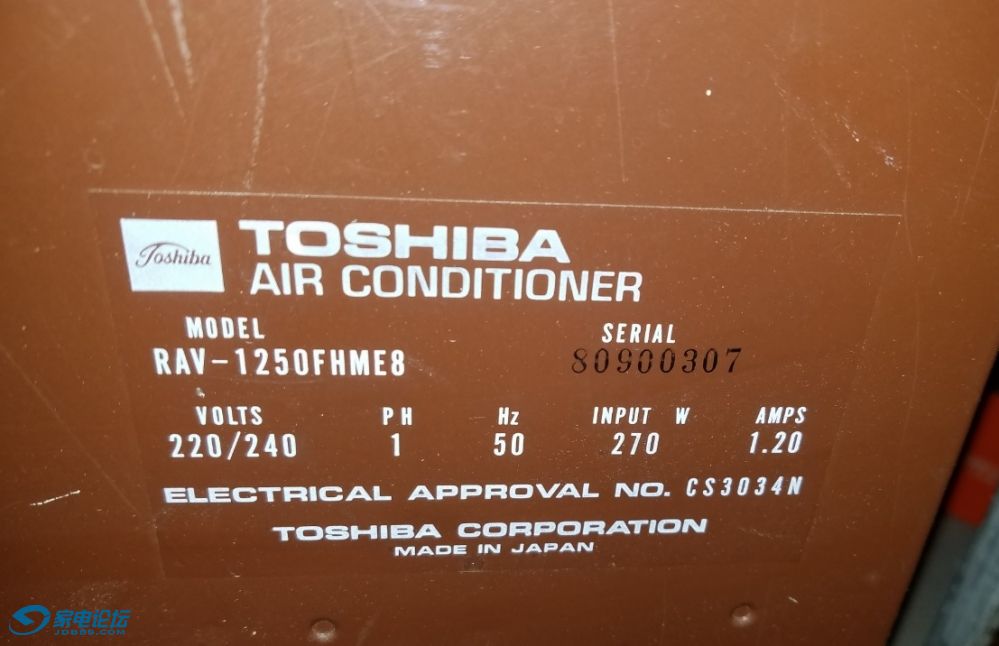 Toshiba
TOSHIBA
AIR CONDITIONER
MODEL SERIAL
RAV-1250FHME8 80900307
VOLTS PH Hz INPUT W AMPS
220/240 1 50 270 1.20
ELECTRICAL APPROVAL NO. CS3034N
TOSHIBA CORPORATION
MADE IN JAPAN
家电论坛
JDBBS.COM